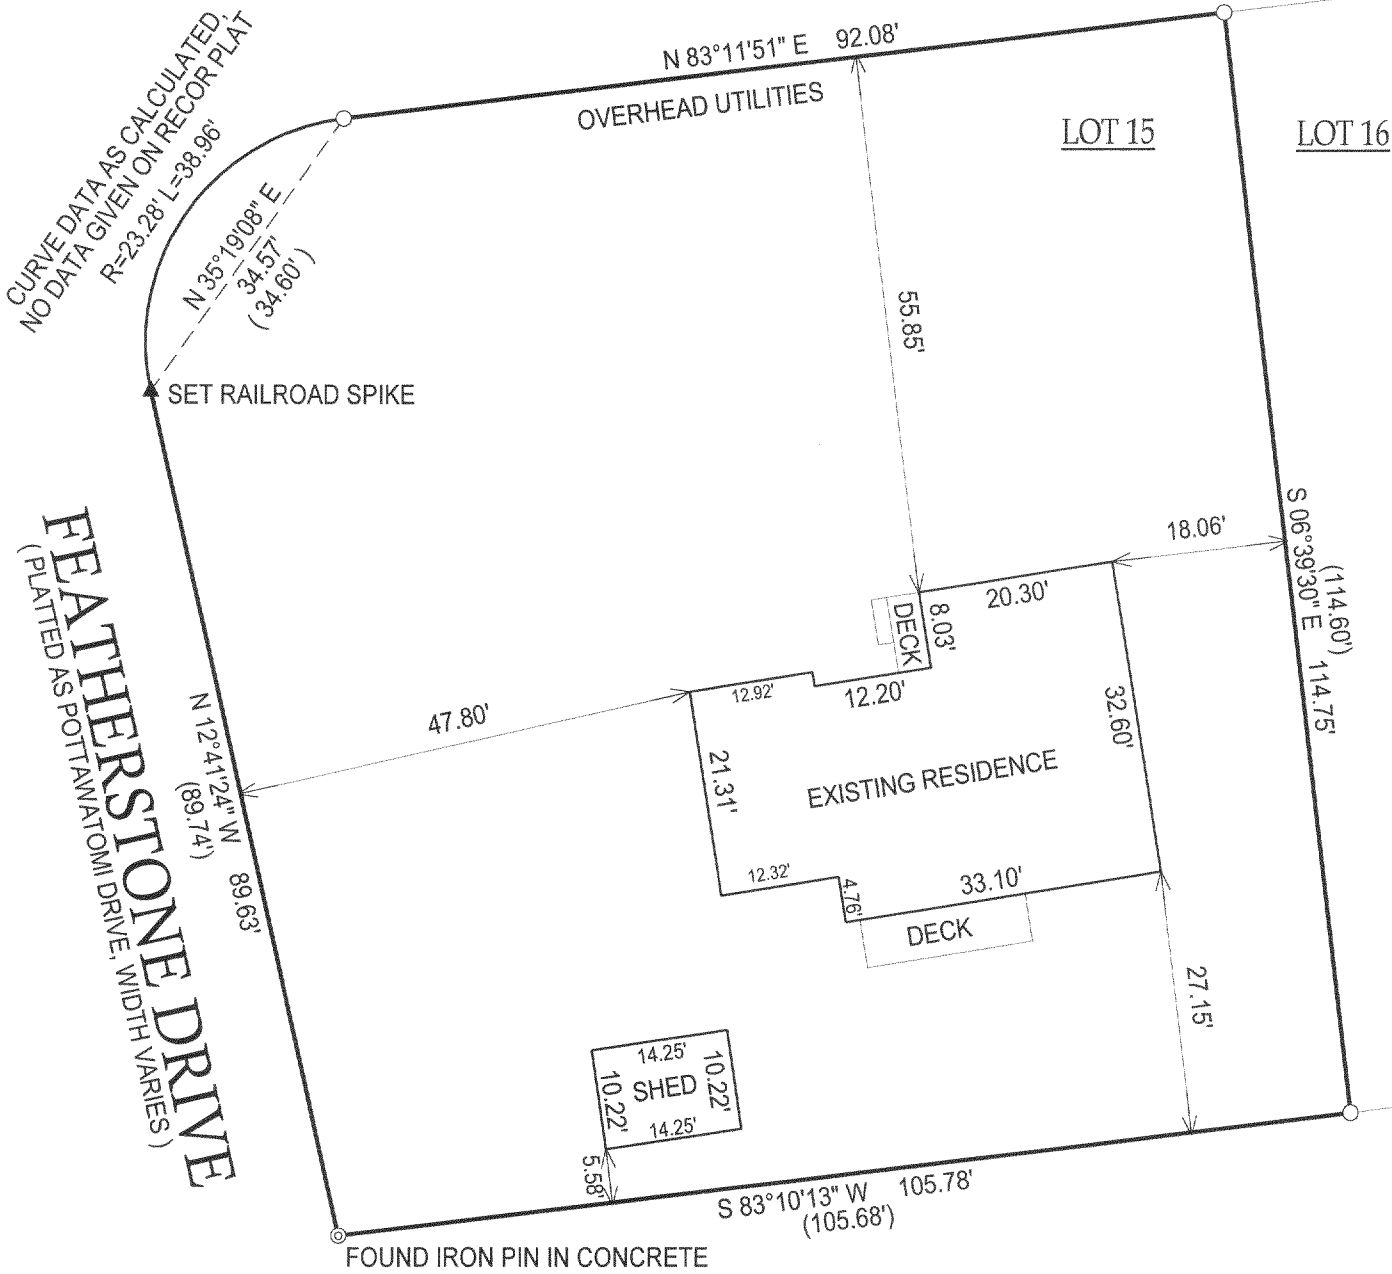 CURVE DATA AS CALCULATED,
NO DATA GIVEN ON RECOR PLAT
R=23.28' L=38.96'
N 35°19'08" E
34.57'
(34.60')
N 83°11'51" E 92.08'
OVERHEAD UTILITIES
LOT 15
LOT 16
55.85'
SET RAILROAD SPIKE
18.06'
S 06°39'30" E 114.75'
(114.60')
20.30'
8.03'
DECK
12.92'
12.20'
47.80'
21.31'
32.60'
EXISTING RESIDENCE
N 12°41'24" W 89.63'
(89.74')
FEATHERSTONE DRIVE
(PLATTED AS POTTAWATOMI DRIVE, WIDTH VARIES)
12.32'
4.76'
33.10'
DECK
27.15'
14.25'
10.22'
SHED
10.22'
14.25'
5.58'
S 83°10'13" W 105.78'
(105.68')
FOUND IRON PIN IN CONCRETE